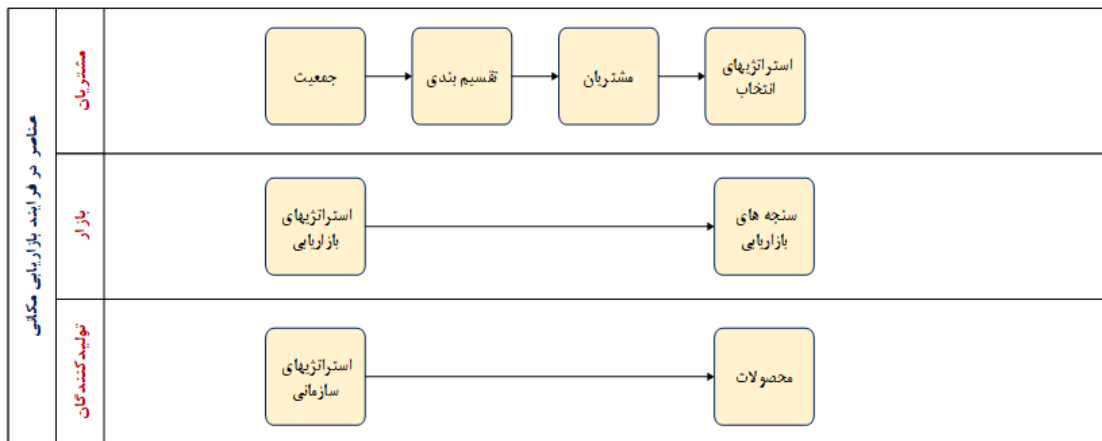 عناصر در فرایند بازاریابی مکانی
مشتریان
جمعیت
تقسیم بندی
مشتریان
استراتژیهای
انتخاب
بازار
استراتژیهای
بازاریابی
سنجه های
بازاریابی
تولیدکنندگان
استراتژیهای
سازمانی
محصولات